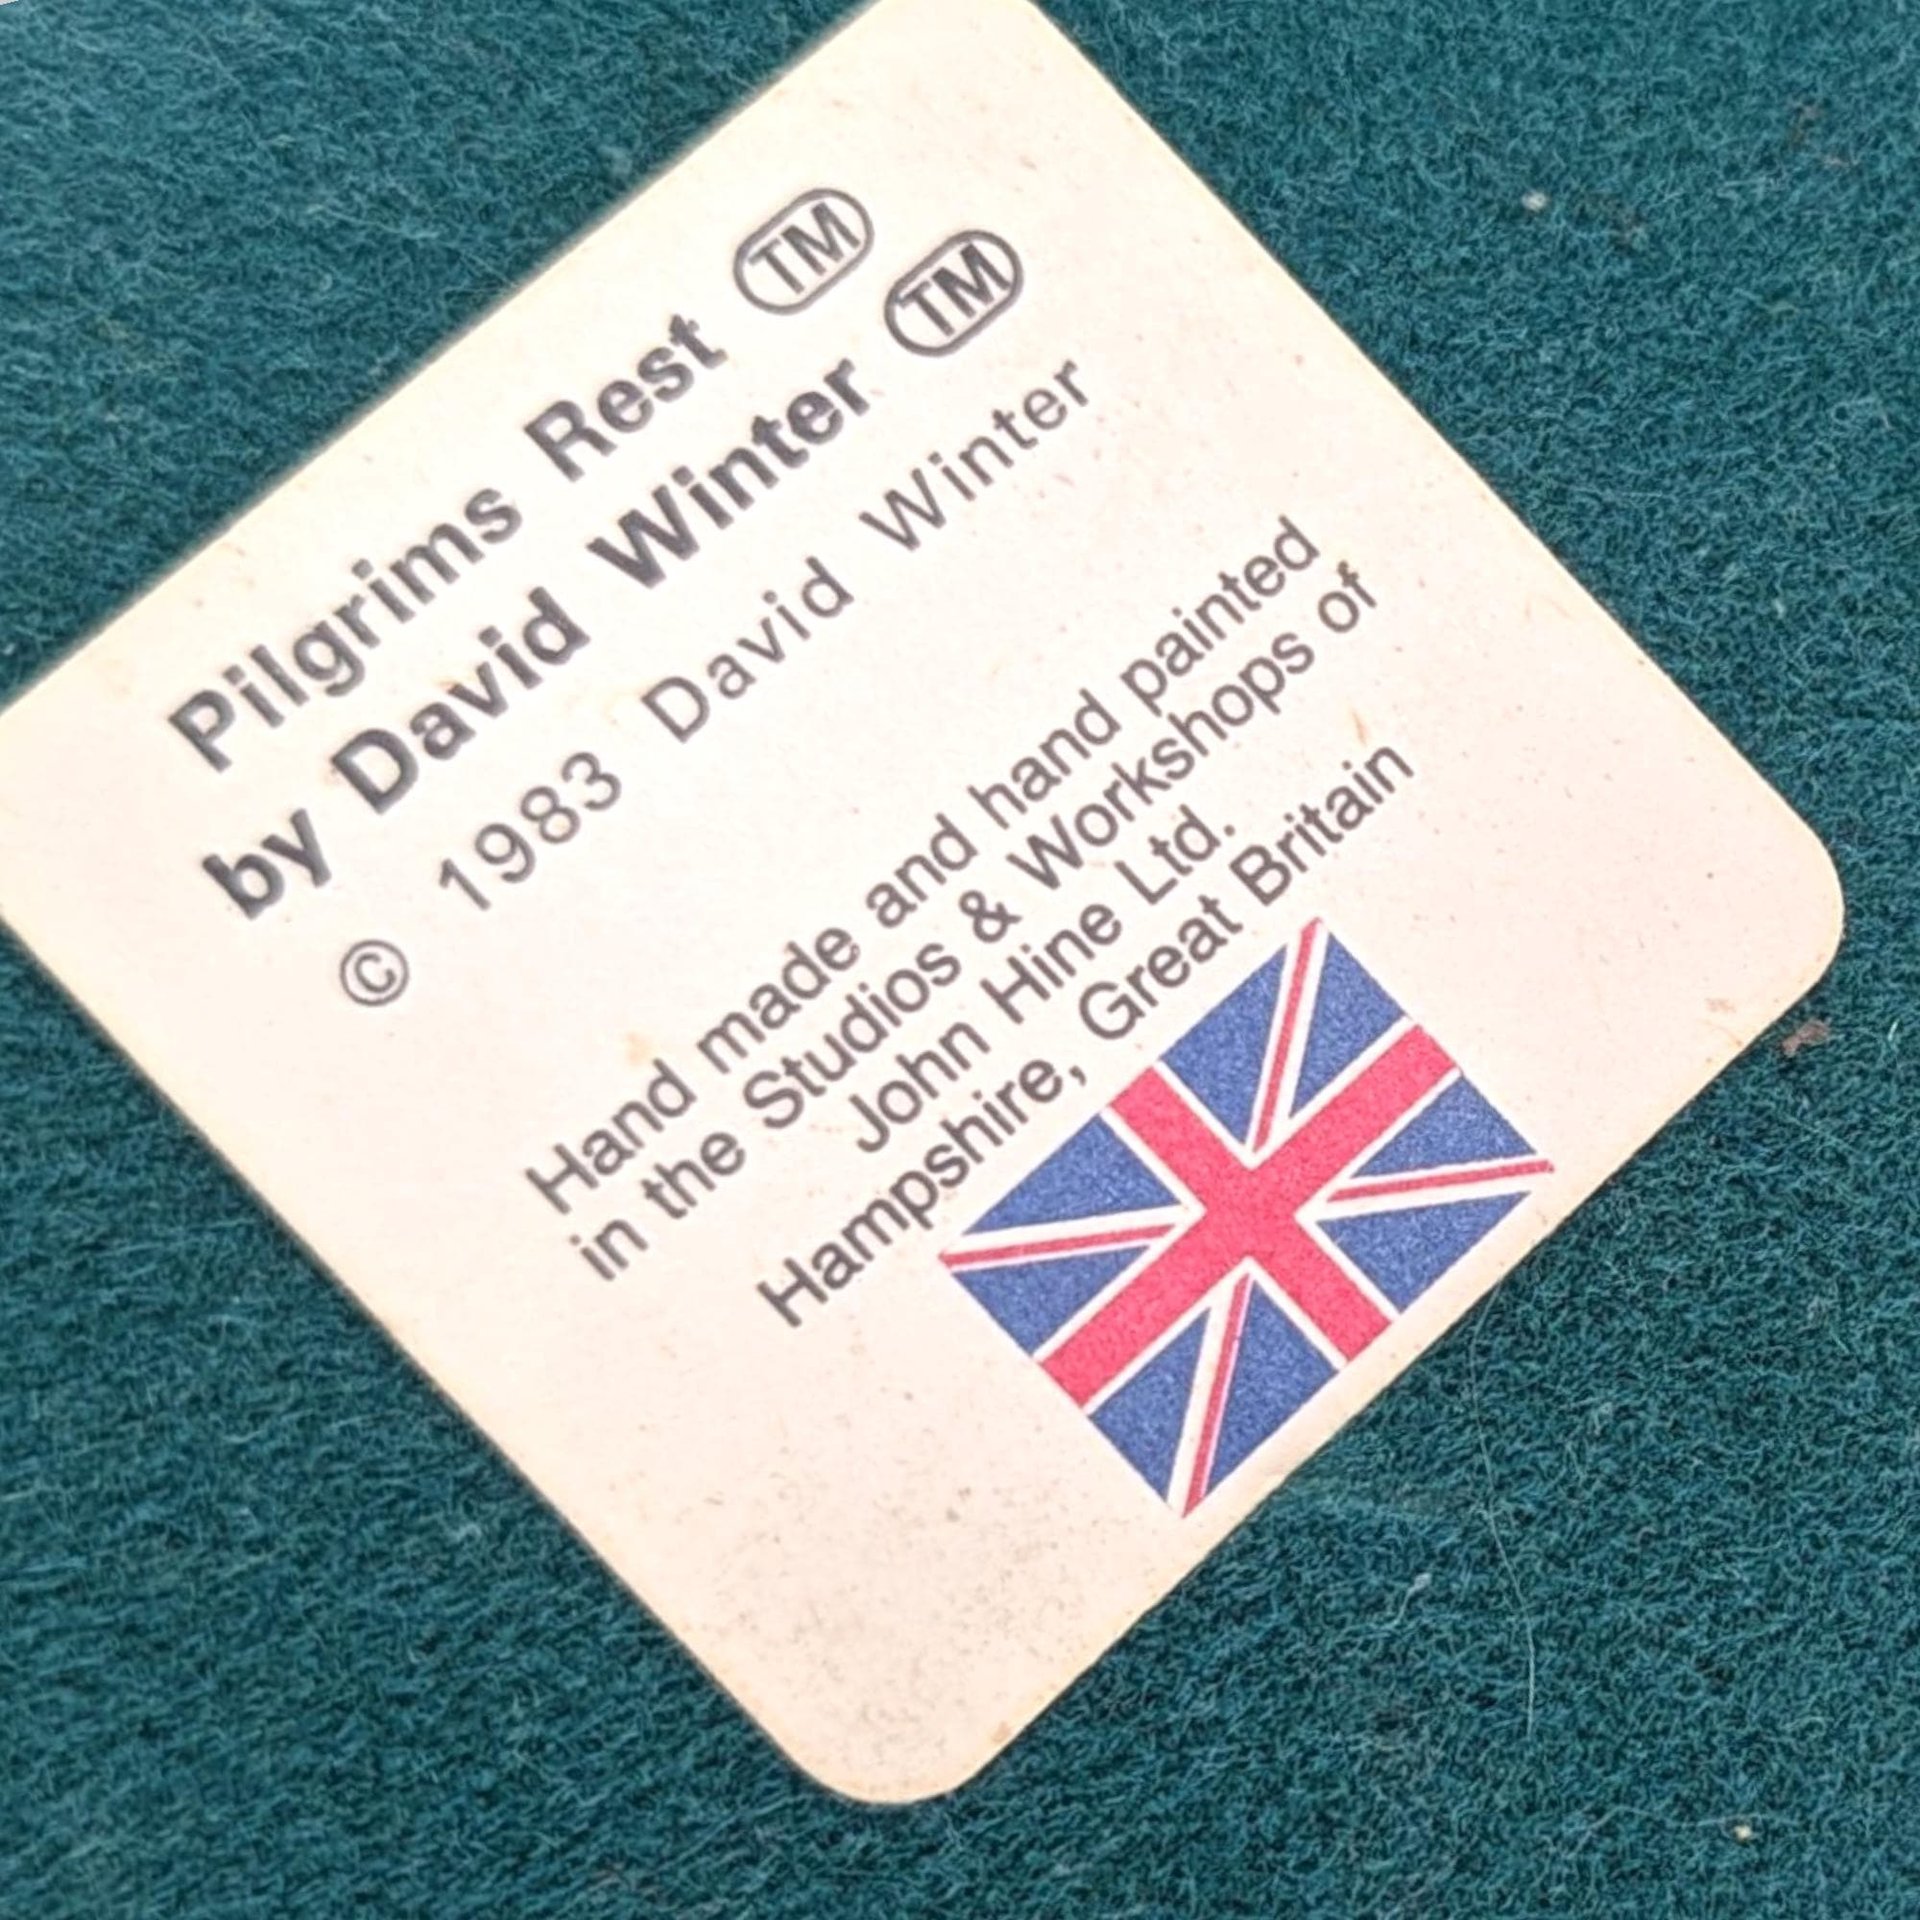 Pilgrims Rest TM
by David Winter TM
© 1983 David Winter
Hand made and hand painted
in the Studios & Workshops of
John Hine Ltd.
Hampshire, Great Britain